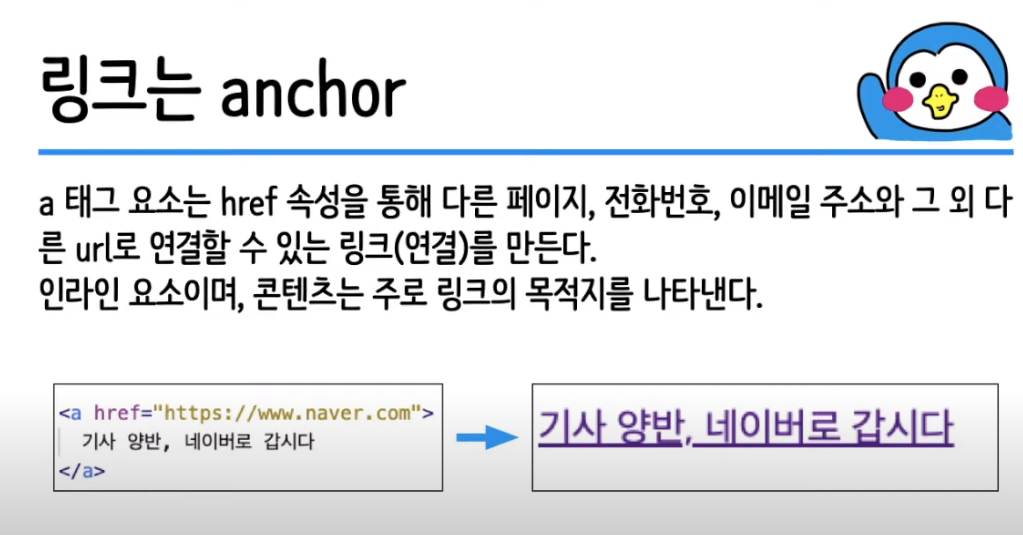 링크는 anchor
a 태그 요소는 href 속성을 통해 다른 페이지, 전화번호, 이메일 주소와 그 외 다
른 url로 연결할 수 있는 링크(연결)를 만든다.
인라인 요소이며, 콘텐츠는 주로 링크의 목적지를 나타낸다.
<a href="https://www.naver.com">
기사 양반, 네이버로 갑시다
</a>
기사 양반, 네이버로 갑시다